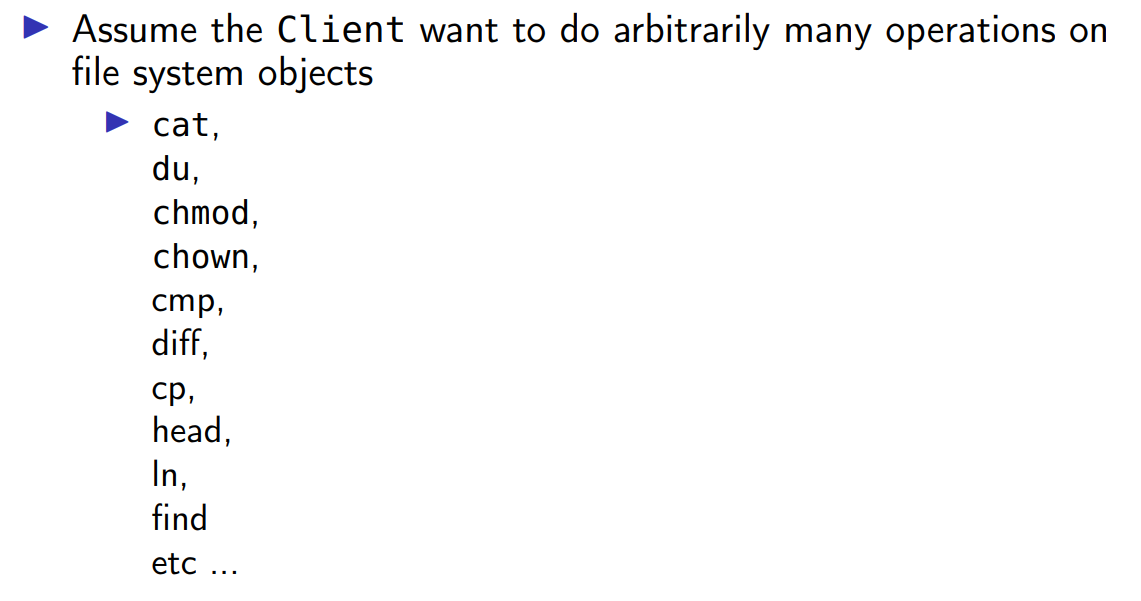 Assume the Client want to do arbitrarily many operations on
file system objects
cat,
du,
chmod,
chown,
cmp,
diff,
cp,
head,
ln,
find
etc ...